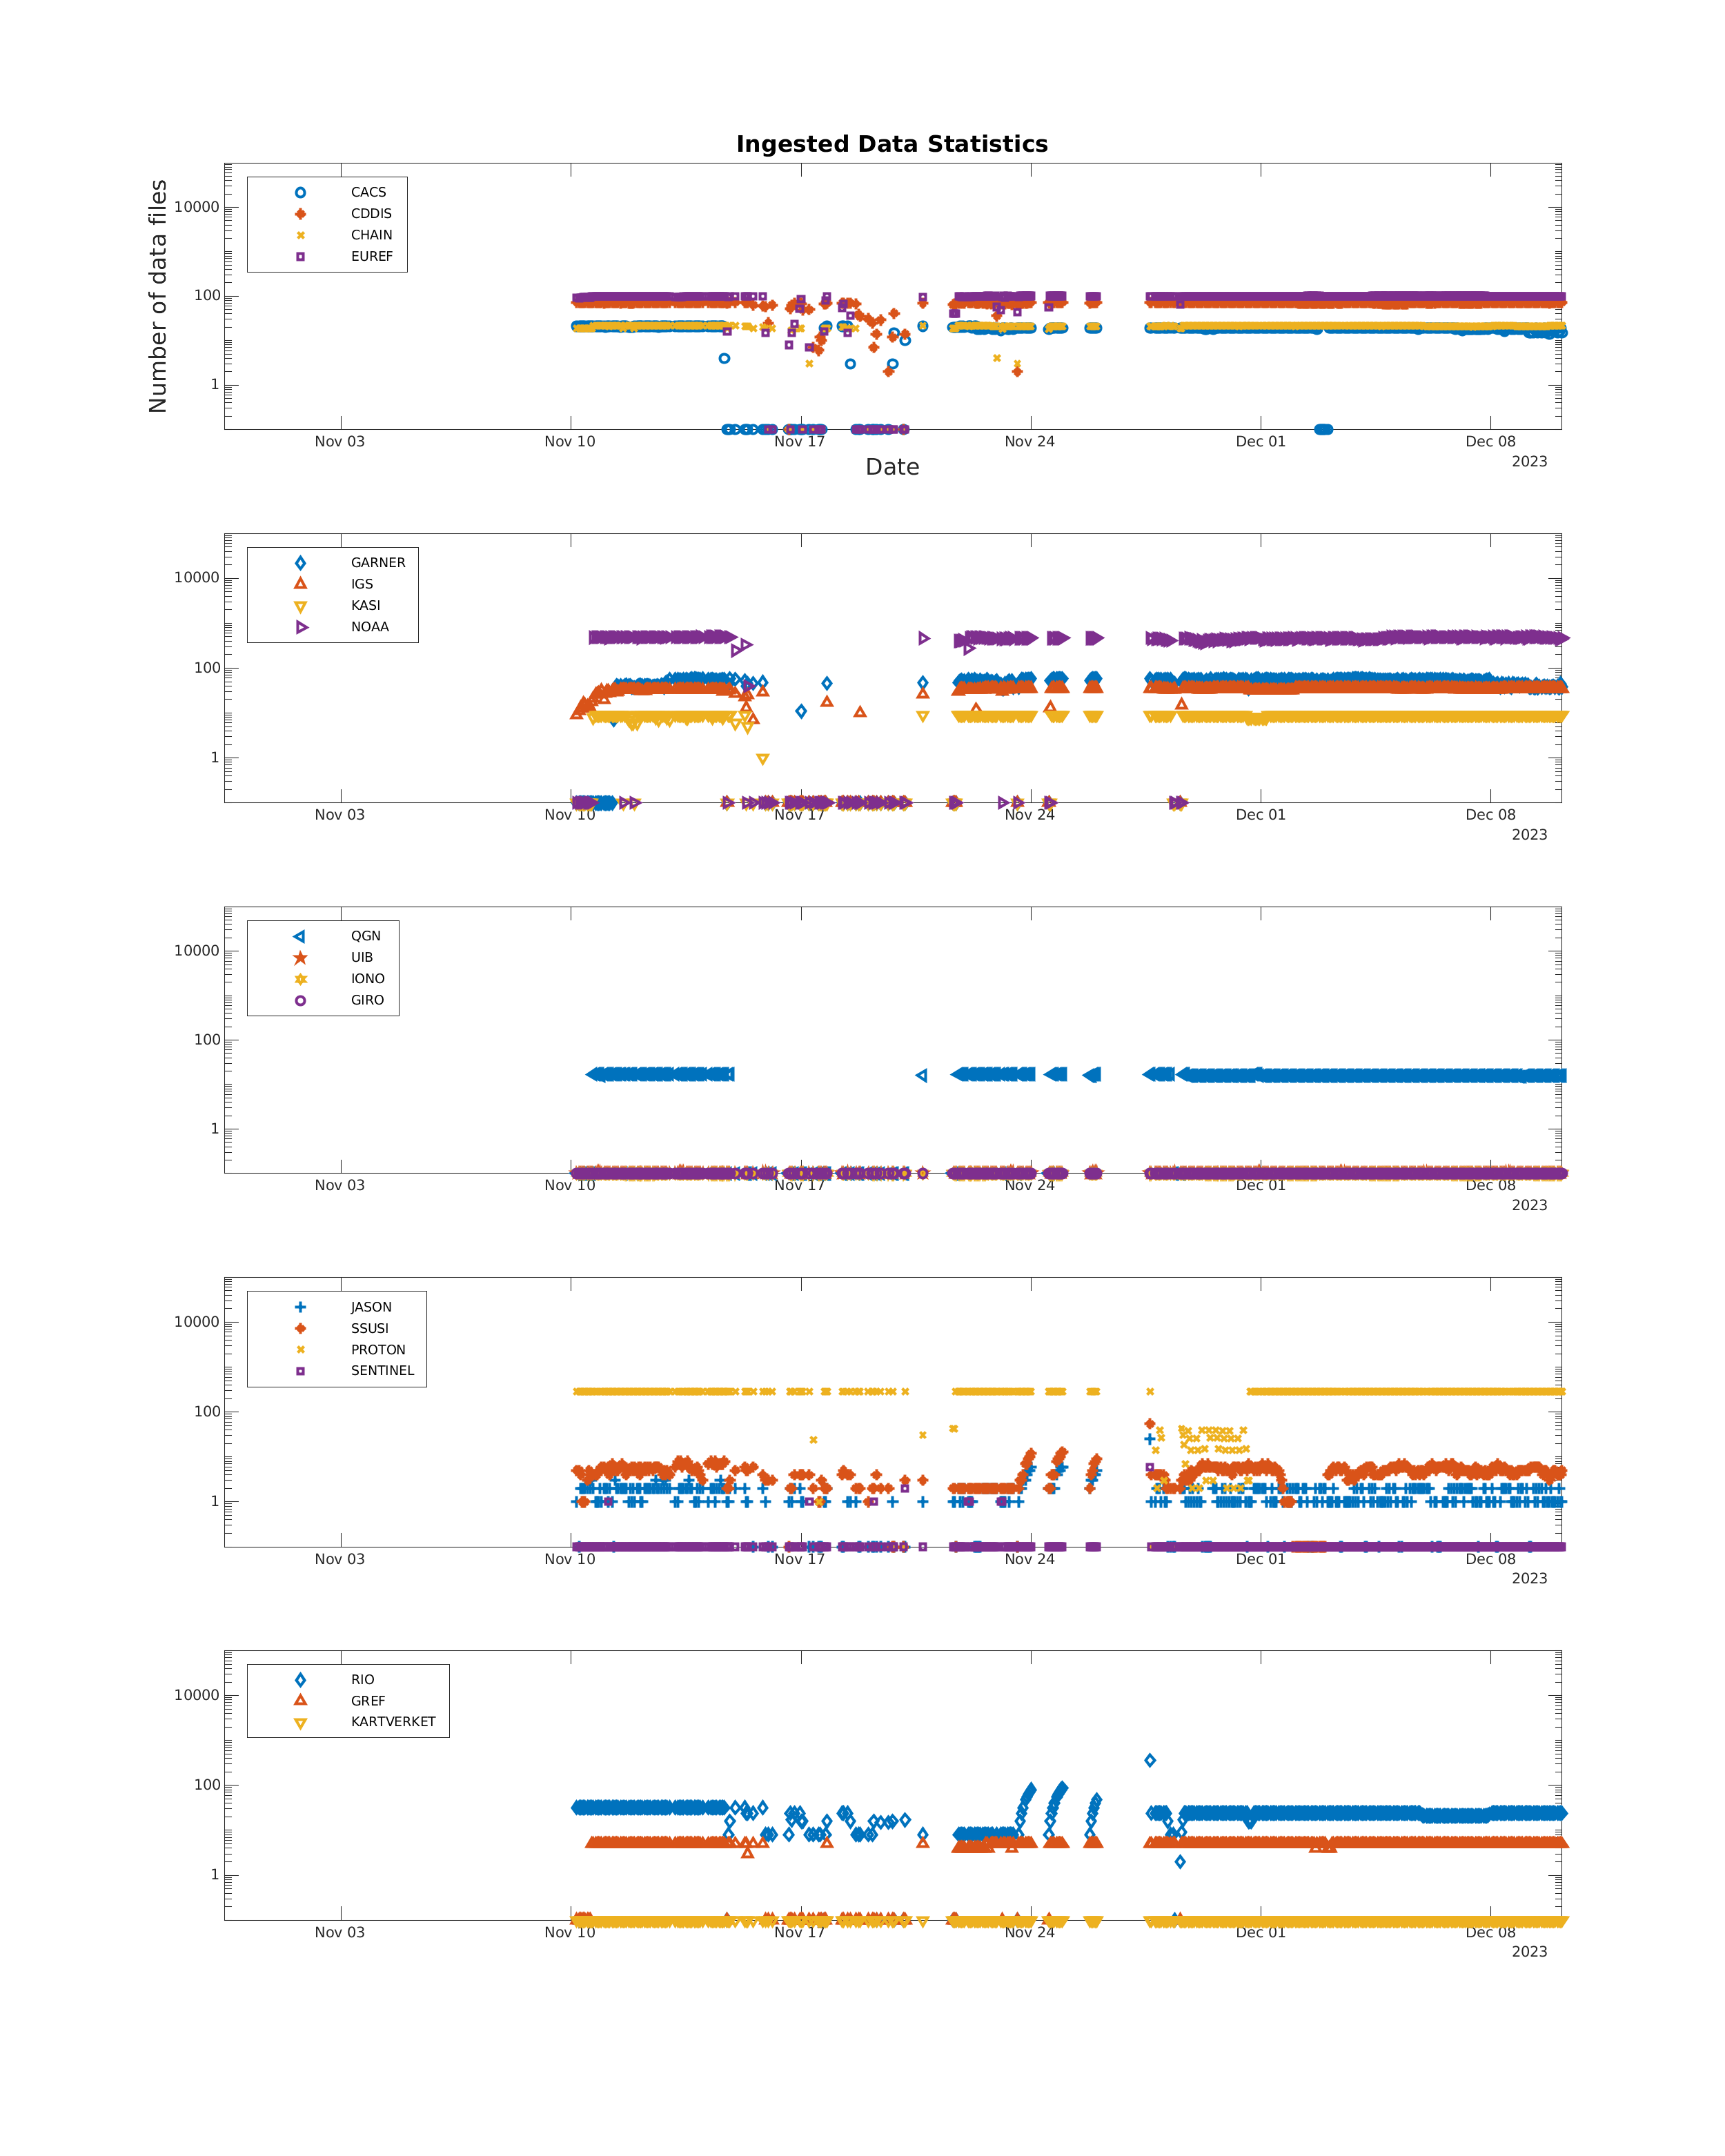 Ingested Data Statistics
Number of data files
CACS
CDDIS
CHAIN
EUREF
10000
100
1
Nov 03
Nov 10
Nov 17
Nov 24
Dec 01
Dec 08
2023
Date
GARNER
IGS
KASI
NOAA
10000
100
1
Nov 03
Nov 10
Nov 17
Nov 24
Dec 01
Dec 08
2023
QGN
UIB
IONO
GIRO
10000
100
1
Nov 03
Nov 10
Nov 17
Nov 24
Dec 01
Dec 08
2023
JASON
SSUSI
PROTON
SENTINEL
10000
100
1
Nov 03
Nov 10
Nov 17
Nov 24
Dec 01
Dec 08
2023
RIO
GREF
KARTVERKET
10000
100
1
Nov 03
Nov 10
Nov 17
Nov 24
Dec 01
Dec 08
2023